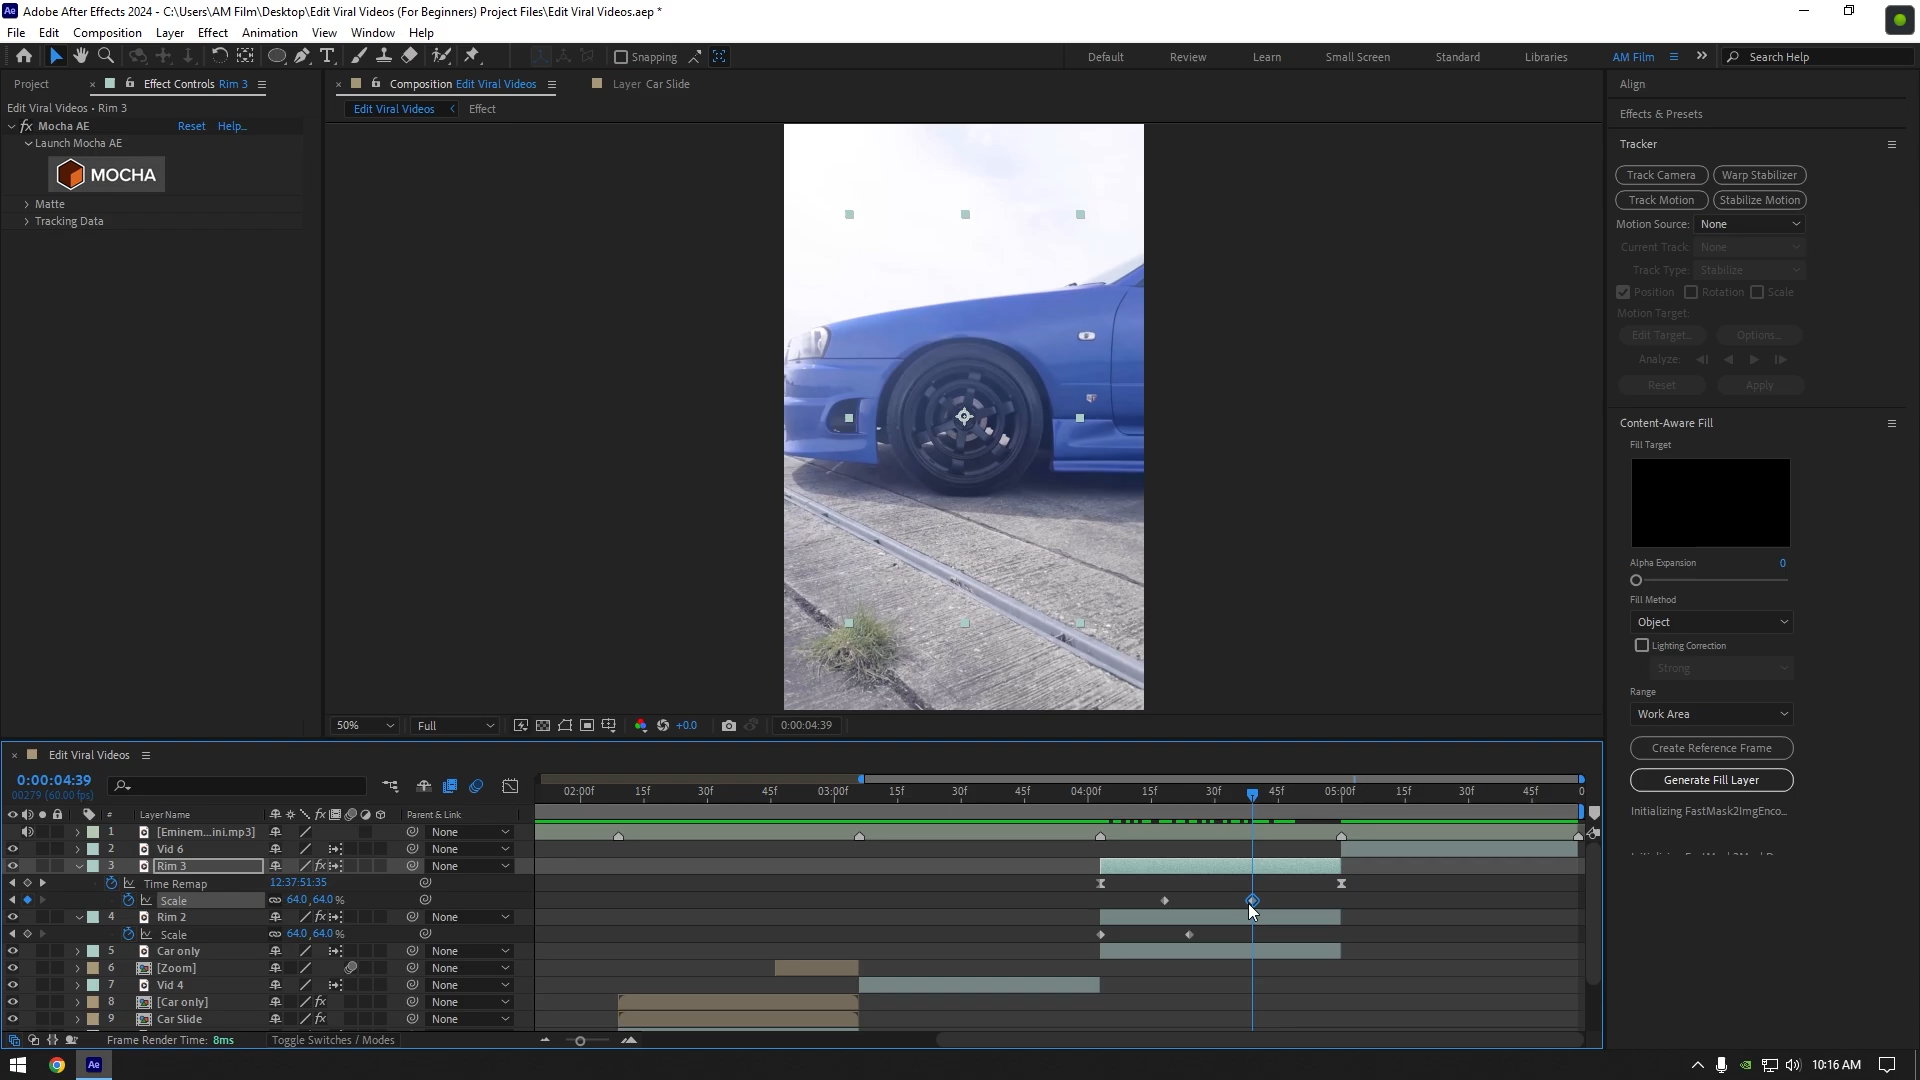 Adobe After Effects 2024 - C:\Users\AM Film\Desktop\Edit Viral Videos (For Beginners) Project Files\Edit Viral Videos.aep *
File Edit Composition Layer Effect Animation View Window Help
Snapping Default Review Learn Small Screen Standard Libraries AM Film Search Help
Project Effect Controls Rim 3 Composition Edit Viral Videos Layer Car Slide Align
Edit Viral Videos • Rim 3 Edit Viral Videos Effect Effects & Presets
fx Mocha AE Reset Help...
Launch Mocha AE Tracker
MOCHA Track Camera Warp Stabilizer
Matte Track Motion Stabilize Motion
Tracking Data Motion Source: None
Current Track: None
Track Type: Stabilize
Position Rotation Scale
Motion Target:
Edit Target... Options...
Analyze:
Reset Apply
Content-Aware Fill
Fill Target
Alpha Expansion 0
Fill Method
Object
Lighting Correction
Strong
Range
Work Area
50% Full +0.0 0:00:04:39
Create Reference Frame
Edit Viral Videos
Generate Fill Layer
0:00:04:39
00279 (60.00 fps)
02:00f 15f 30f 45f 03:00f 15f 30f 45f 04:00f 15f 30f 45f 05:00f 15f 30f 45f 0
Initializing FastMask2ImgEnco...
# Layer Name fx Parent & Link
1 [Eminem...ini.mp3] None
2 Vid 6 None
3 Rim 3 fx None
Time Remap 12:37:51:35
Scale 64.0,64.0%
4 Rim 2 fx None
Scale 64.0,64.0%
5 Car only None
6 [Zoom] None
7 Vid 4 None
8 [Car only] fx None
9 Car Slide fx None
Frame Render Time: 8ms Toggle Switches / Modes
Ae 10:16 AM